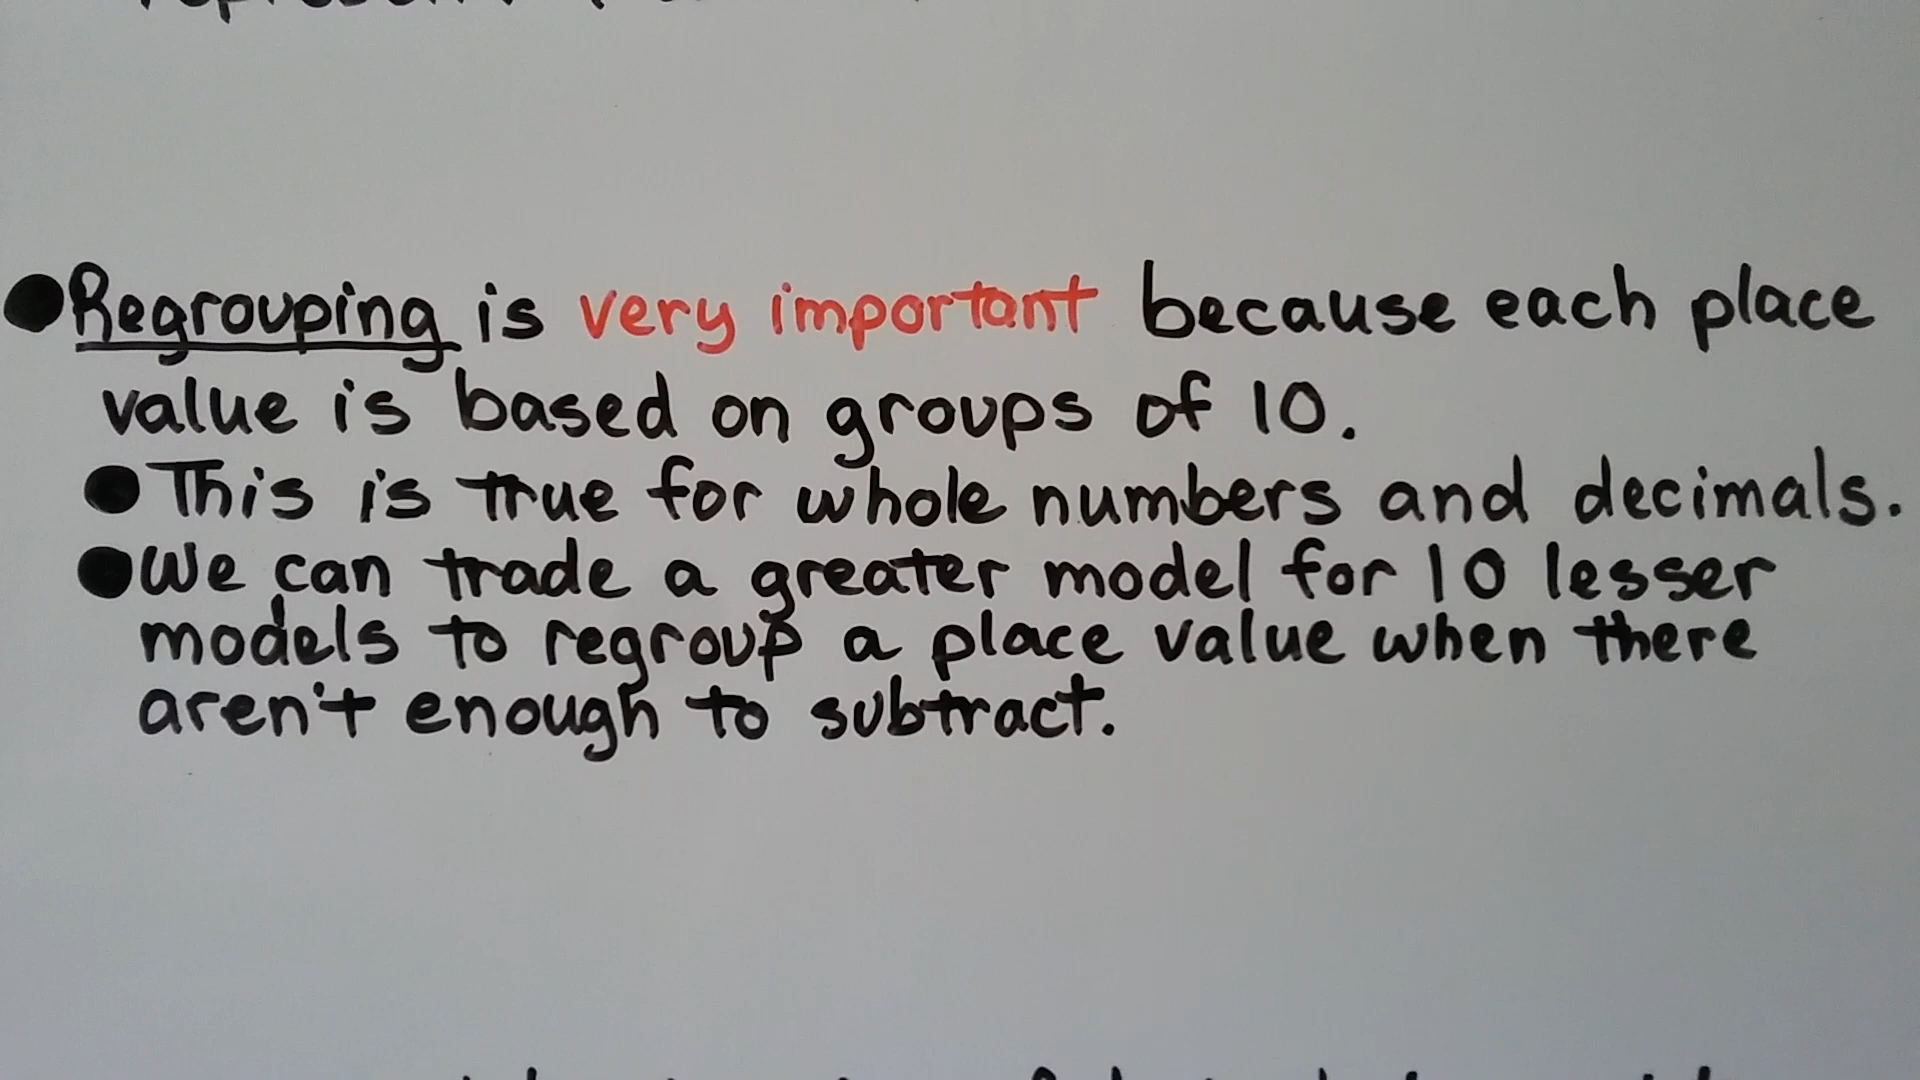 ●Regrouping is very important because each place
value is based on groups of 10.
●This is true for whole numbers and decimals.
●We can trade a greater model for 10 lesser
models to regroup a place value when there
aren't enough to subtract.